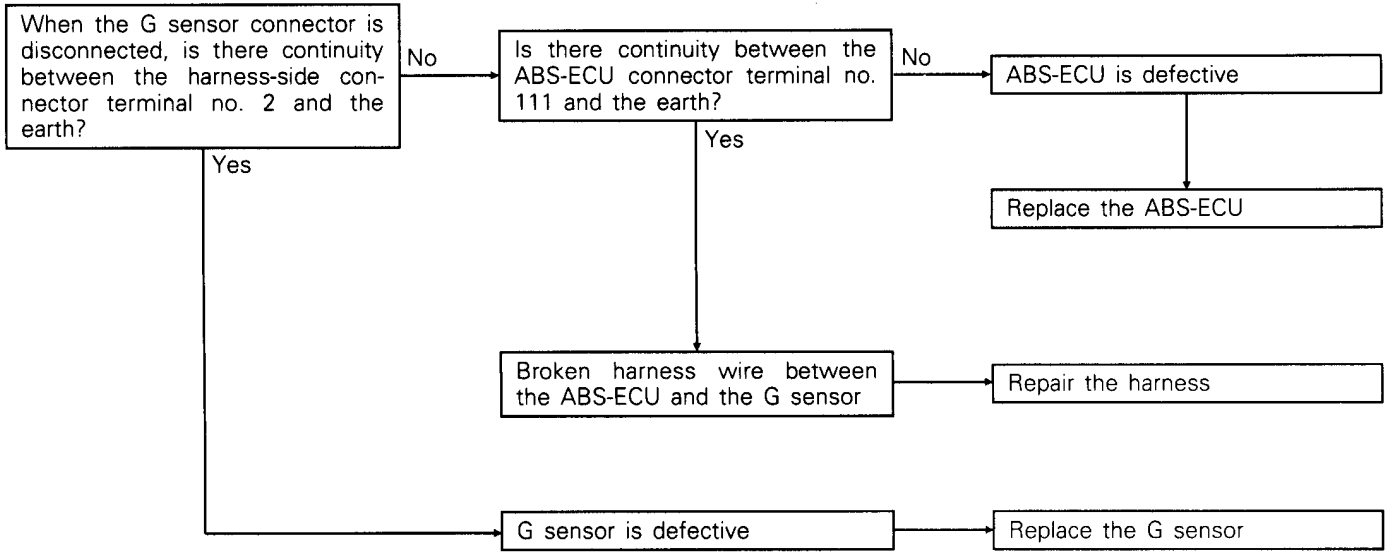 When the G sensor connector is
disconnected, is there continuity
between the harness-side con-
nector terminal no. 2 and the
earth?
No
Is there continuity between the
ABS-ECU connector terminal no.
111 and the earth?
No
ABS-ECU is defective
Yes
Yes
Replace the ABS-ECU
Broken harness wire between
the ABS-ECU and the G sensor
Repair the harness
G sensor is defective
Replace the G sensor